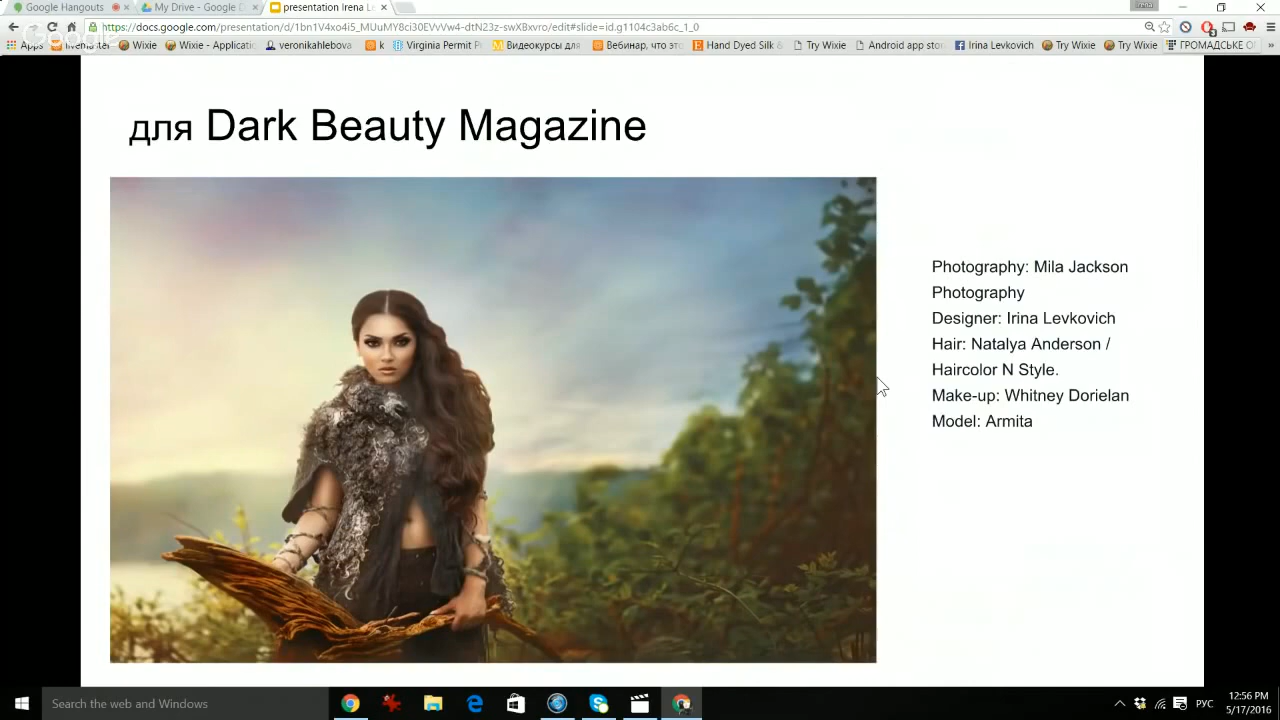 Google Hangouts
My Drive - Google D
presentation Irena Le
Irena
https://docs.google.com/presentation/d/1bn1V4xo4i5_MUuMY8ci30EVvVw4-dtN23z-swXBxvro/edit#slide=id.g1104c3ab6c_1_0
Google
Apps
Wixie
Wixie - Applicatio
veronikahlebova
k
Virginia Permit P
Видеокурсы для
Вебинар, что это
Hand Dyed Silk &
Try Wixie
Android app stor
Irina Levkovich
Try Wixie
Try Wixie
ГРОМАДСЬКЕ О
для Dark Beauty Magazine
Photography: Mila Jackson
Photography
Designer: Irina Levkovich
Hair: Natalya Anderson /
Haircolor N Style.
Make-up: Whitney Dorielan
Model: Armita
Search the web and Windows
РУС
12:56 PM
5/17/2016